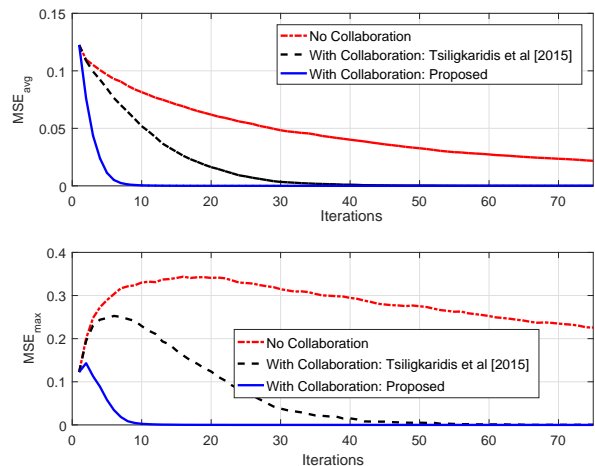 0.15
0.1
0.05
0
MSEavg
No Collaboration
With Collaboration: Tsiligkaridis et al [2015]
With Collaboration: Proposed
0 10 20 30 40 50 60 70
Iterations
0.4
0.3
0.2
0.1
0
MSEmax
No Collaboration
With Collaboration: Tsiligkaridis et al [2015]
With Collaboration: Proposed
0 10 20 30 40 50 60 70
Iterations